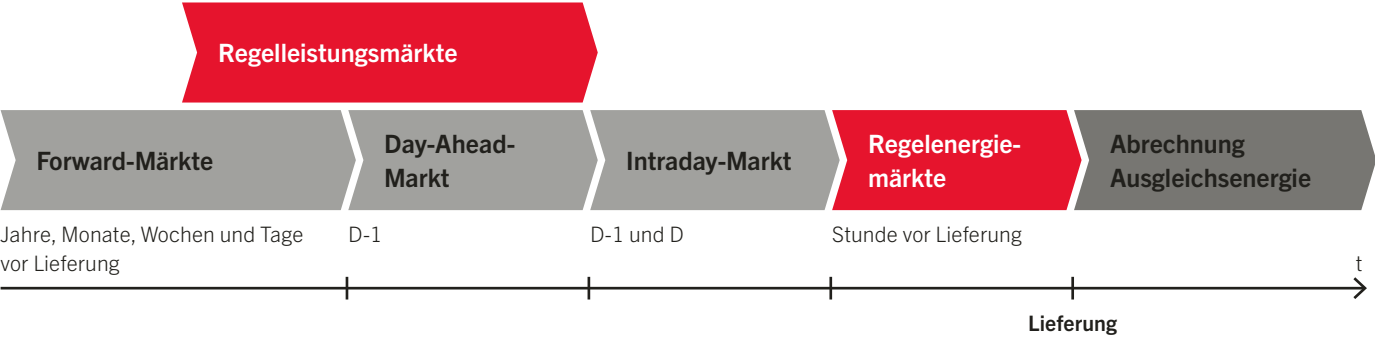 Regelleistungsmärkte
Forward-Märkte
Day-Ahead-
Markt
Intraday-Markt
Regelenergie-
märkte
Abrechnung
Ausgleichsenergie
Jahre, Monate, Wochen und Tage
vor Lieferung
D-1
D-1 und D
Stunde vor Lieferung
t
Lieferung